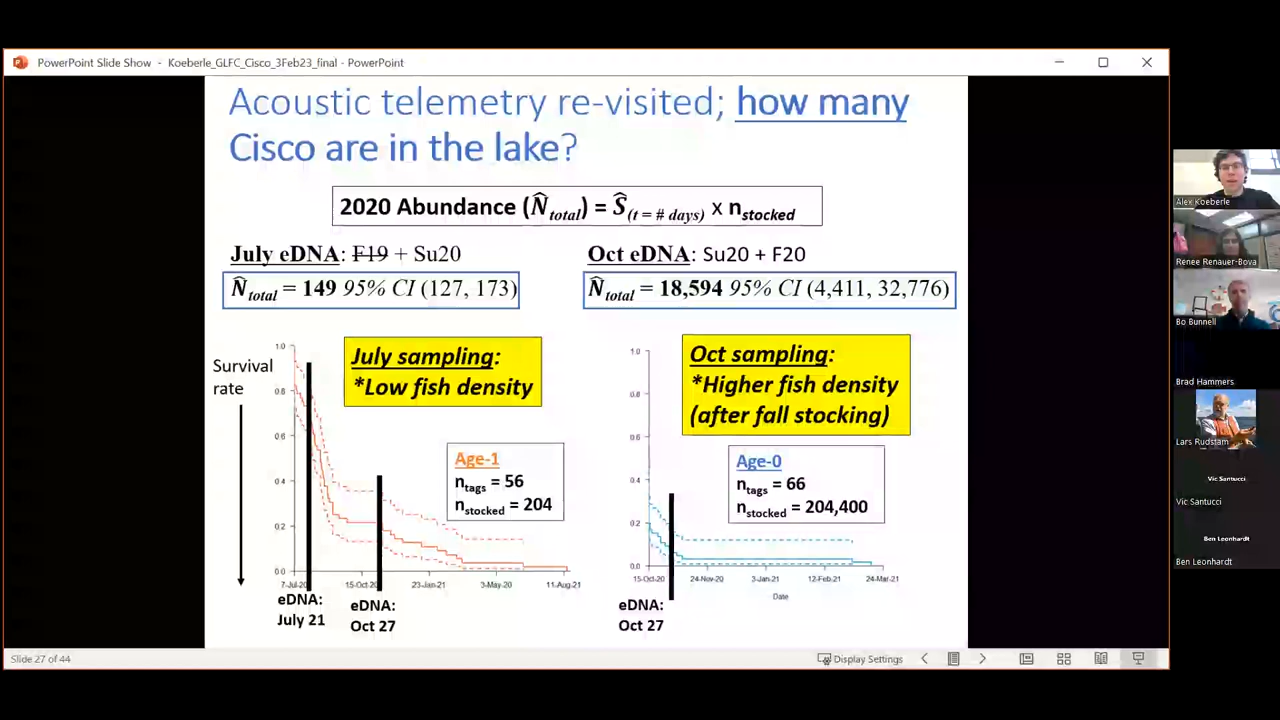 PowerPoint Slide Show - Koeberle_GLFC_Cisco_3Feb23_final - PowerPoint
Acoustic telemetry re-visited; how many
Cisco are in the lake?
2020 Abundance (N̂total) = Ŝ(t = # days) x nstocked
July eDNA: F19 + Su20
N̂total = 149 95% CI (127, 173)
Oct eDNA: Su20 + F20
N̂total = 18,594 95% CI (4,411, 32,776)
Survival
rate
July sampling:
*Low fish density
Age-1
ntags = 56
nstocked = 204
1.0
0.8
0.6
0.4
0.2
0.0
7-Jul-20
15-Oct-20
23-Jan-21
3-May-20
11-Aug-21
eDNA:
July 21
eDNA:
Oct 27
Oct sampling:
*Higher fish density
(after fall stocking)
Age-0
ntags = 66
nstocked = 204,400
1.0
0.8
0.6
0.4
0.2
0.0
15-Oct-20
24-Nov-20
3-Jan-21
12-Feb-21
24-Mar-21
Date
eDNA:
Oct 27
Slide 27 of 44
Display Settings
Alex Koeberle
Renee Renauer-Bova
Bo Bunnell
Brad Hammers
Lars Rudstam
Vic Santucci
Vic Santucci
Ben Leonhardt
Ben Leonhardt